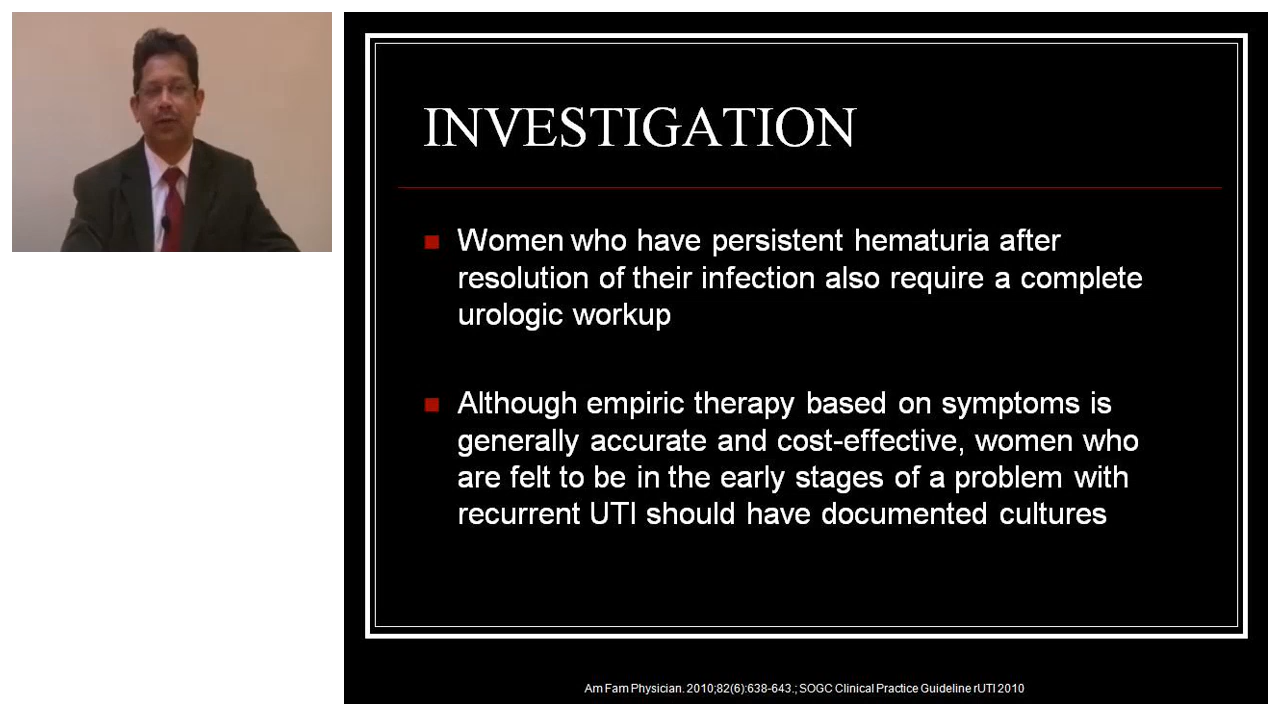 INVESTIGATION
Women who have persistent hematuria after
resolution of their infection also require a complete
urologic workup
Although empiric therapy based on symptoms is
generally accurate and cost-effective, women who
are felt to be in the early stages of a problem with
recurrent UTI should have documented cultures
Am Fam Physician. 2010;82(6):638-643.; SOGC Clinical Practice Guideline rUTI 2010